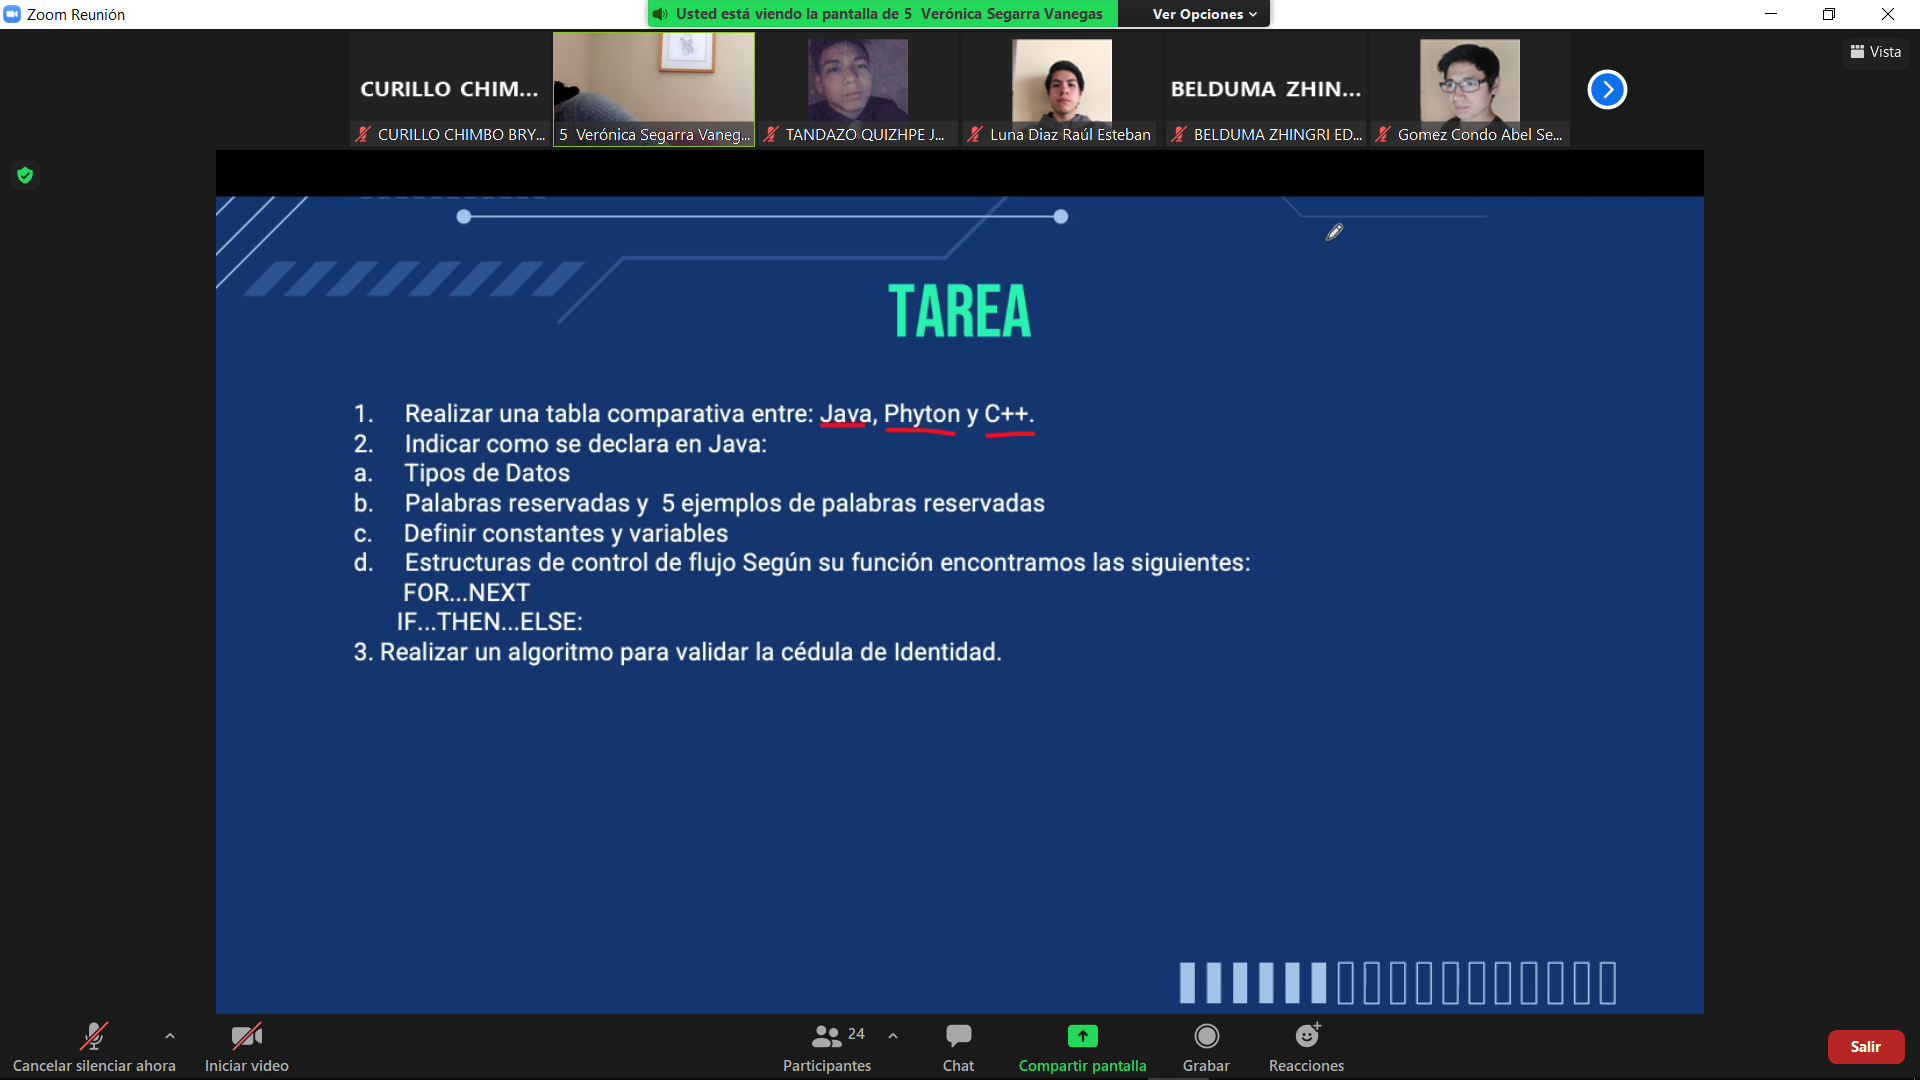 Zoom Reunión
Usted está viendo la pantalla de 5 Verónica Segarra Vanegas
Ver Opciones
Vista
CURILLO CHIM...
BELDUMA ZHIN...
CURILLO CHIMBO BRY...
5 Verónica Segarra Vaneg...
TANDAZO QUIZHPE J...
Luna Diaz Raúl Esteban
BELDUMA ZHINGRI ED...
Gomez Condo Abel Se...
TAREA
1. Realizar una tabla comparativa entre: Java, Phyton y C++.
2. Indicar como se declara en Java:
a. Tipos de Datos
b. Palabras reservadas y 5 ejemplos de palabras reservadas
c. Definir constantes y variables
d. Estructuras de control de flujo Según su función encontramos las siguientes:
FOR...NEXT
IF...THEN...ELSE:
3. Realizar un algoritmo para validar la cédula de Identidad.
Cancelar silenciar ahora
Iniciar video
24
Participantes
Chat
Compartir pantalla
Grabar
Reacciones
Salir